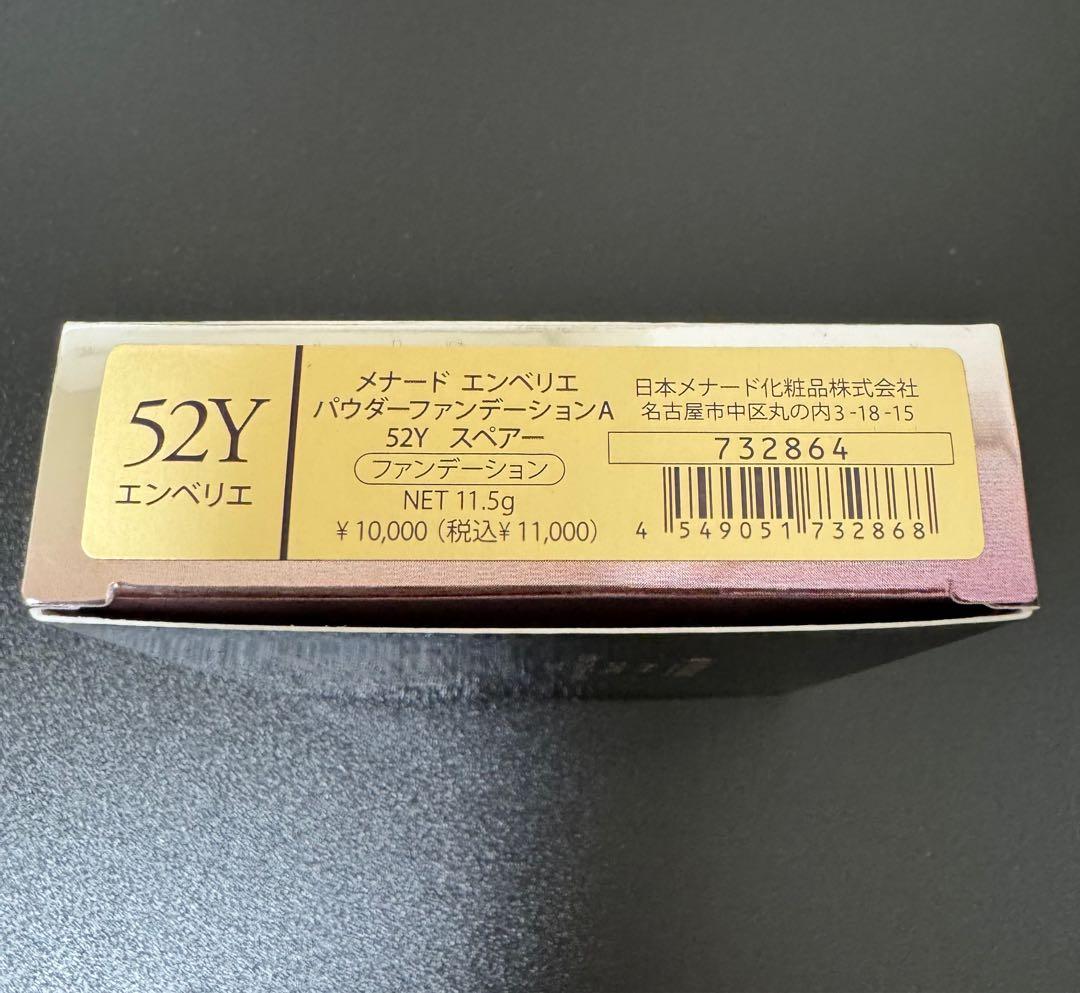 52Y
エンベリエ
メナード エンベリエ
パウダーファンデーションA
52Y スペアー
ファンデーション
NET 11.5g
¥10,000(税込¥11,000)
日本メナード化粧品株式会社
名古屋市中区丸の内3-18-15
732864
4 549051 732868